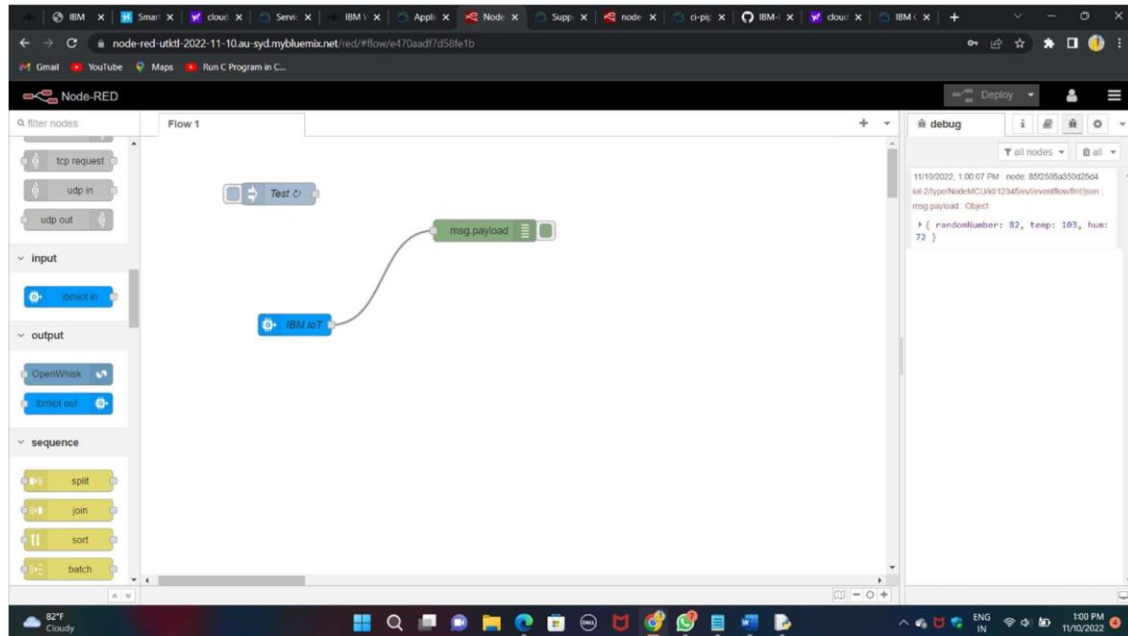 IBM
Smar
cloud
Servic
IBM
Applic
Node
Supp
node
ci-pip
IBM-
cloud
IBM
node-red-utktl-2022-11-10.au-syd.mybluemix.net/red/#flow/e470aadf7d58fe1b
Gmail YouTube Maps Run C Program in C...
Node-RED
Deploy
filter nodes
Flow 1
debug
all nodes
all
tcp request
udp in
udp out
input
ibmiot in
output
OpenWhisk
ibmiot out
sequence
split
join
sort
batch
Test ↻
msg.payload
IBM IoT
11/10/2022, 1:00:07 PM node: 85f2505a350d25d4
iot-2/type/NodeMCU/id/12345/evt/eventflow/fmt/json :
msg.payload : Object
{ randomNumber: 82, temp: 103, hum:
72 }
82°F
Cloudy
ENG
IN
1:00 PM
11/10/2022